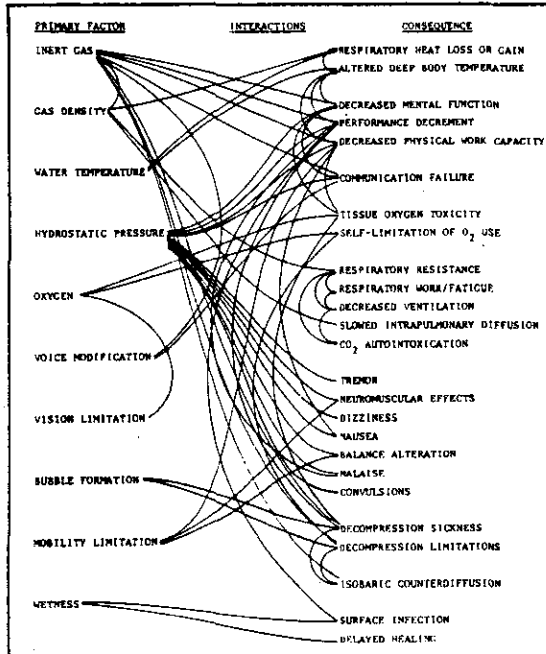 PRIMARY FACTOR INTERACTIONS CONSEQUENCE
INERT GAS
GAS DENSITY
WATER TEMPERATURE
HYDROSTATIC PRESSURE
OXYGEN
VOICE MODIFICATION
VISION LIMITATION
BUBBLE FORMATION
MOBILITY LIMITATION
WETNESS
RESPIRATORY HEAT LOSS OR GAIN
ALTERED DEEP BODY TEMPERATURE
DECREASED MENTAL FUNCTION
PERFORMANCE DECREMENT
DECREASED PHYSICAL WORK CAPACITY
COMMUNICATION FAILURE
TISSUE OXYGEN TOXICITY
SELF-LIMITATION OF O2 USE
RESPIRATORY RESISTANCE
RESPIRATORY WORK/FATIGUE
DECREASED VENTILATION
SLOWED INTRAPULMONARY DIFFUSION
CO2 AUTOINTOXICATION
TREMOR
NEUROMUSCULAR EFFECTS
DIZZINESS
NAUSEA
BALANCE ALTERATION
MALAISE
CONVULSIONS
DECOMPRESSION SICKNESS
DECOMPRESSION LIMITATIONS
ISOBARIC COUNTERDIFFUSION
SURFACE INFECTION
DELAYED HEALING